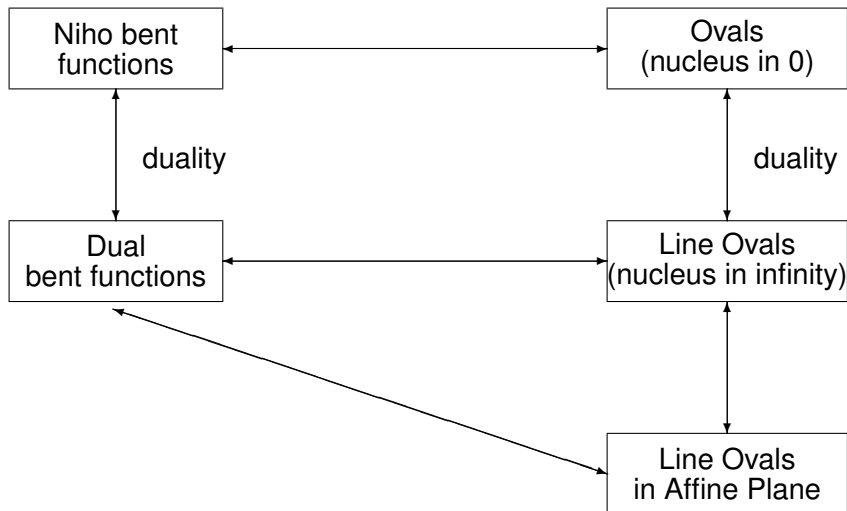 Niho bent
functions
Ovals
(nucleus in 0)
duality
duality
Dual
bent functions
Line Ovals
(nucleus in infinity)
Line Ovals
in Affine Plane